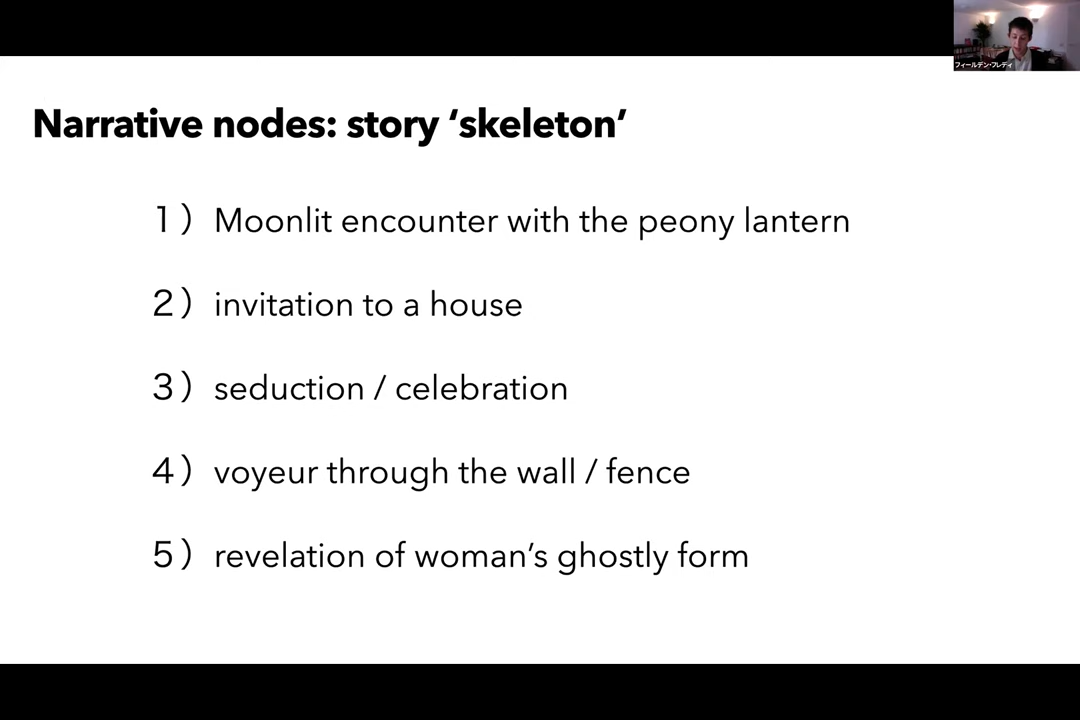 フィールデン・フレディ
Narrative nodes: story ‘skeleton’
1）Moonlit encounter with the peony lantern
2）invitation to a house
3）seduction / celebration
4）voyeur through the wall / fence
5）revelation of woman’s ghostly form